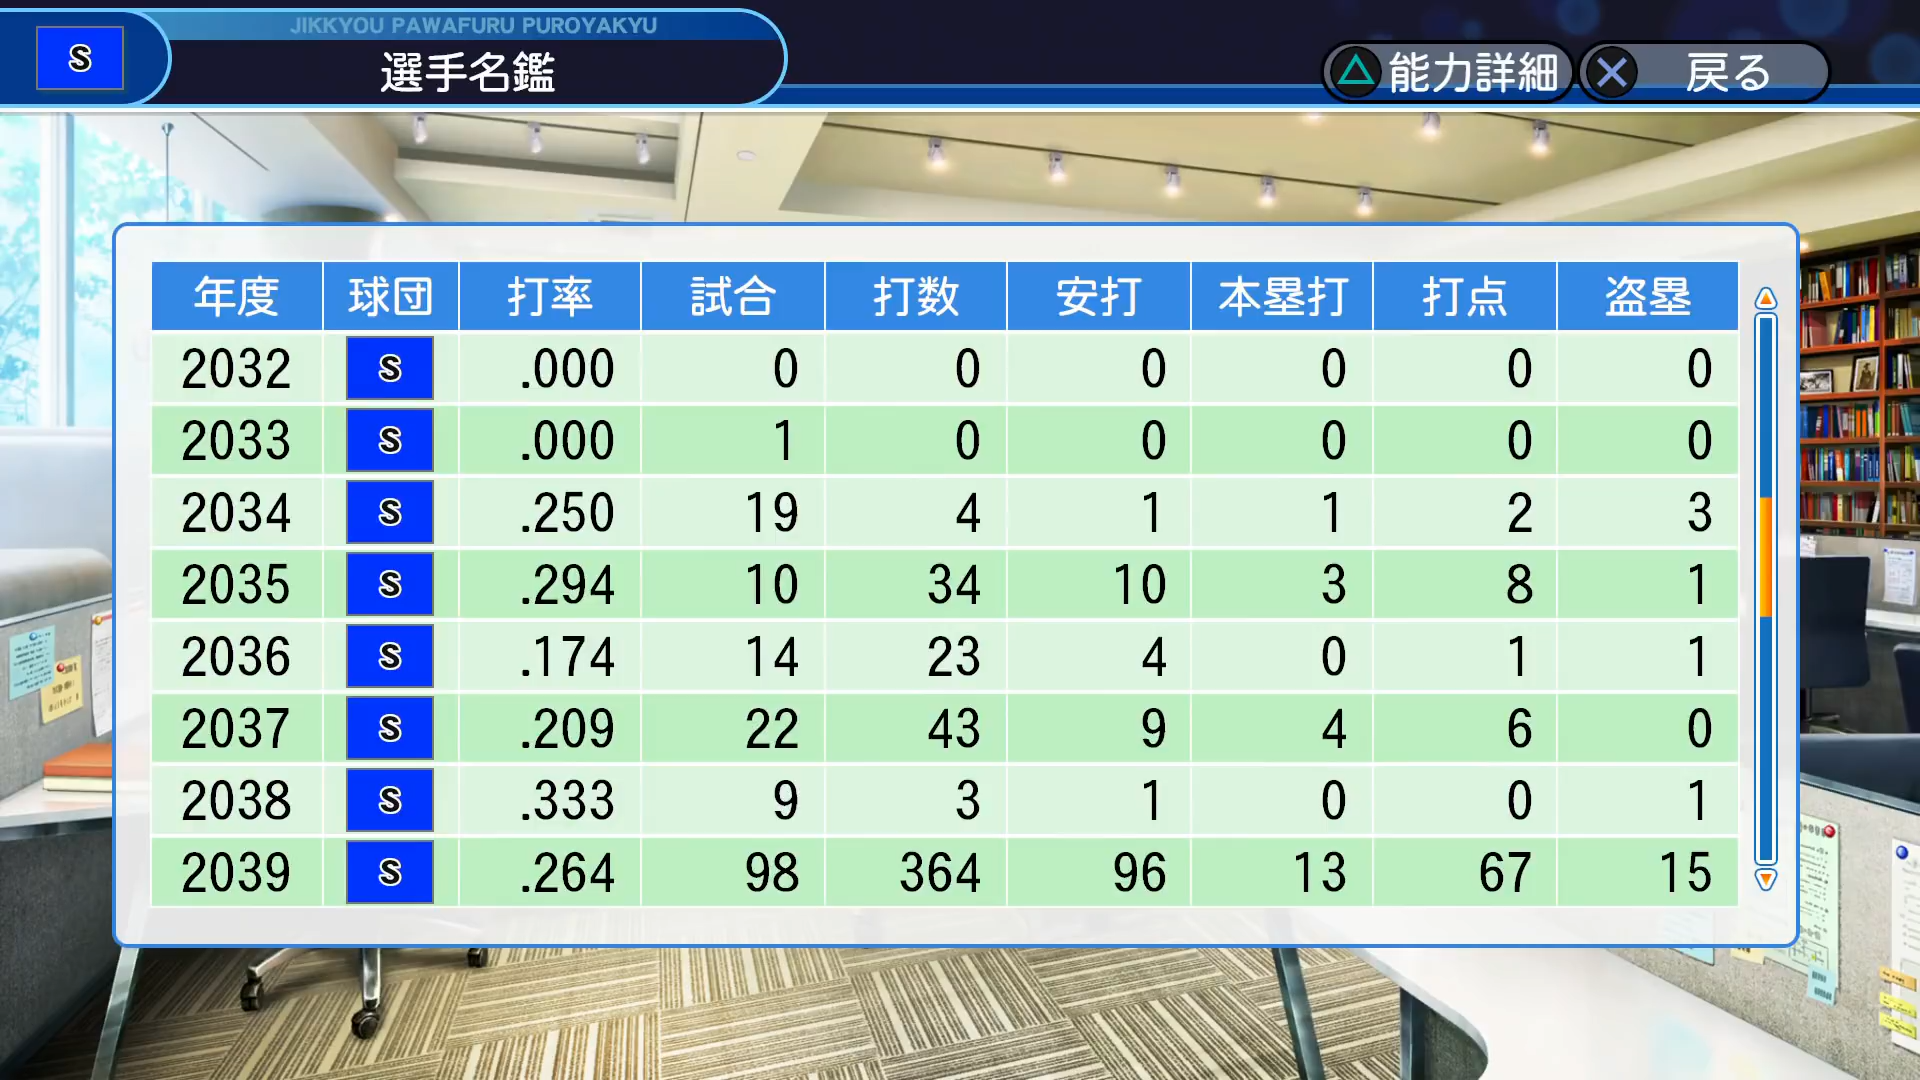 S
JIKKYOU PAWAFURU PUROYAKYU
選手名鑑
能力詳細
戻る
年度 球団 打率 試合 打数 安打 本塁打 打点 盗塁
2032 S .000 0 0 0 0 0 0
2033 S .000 1 0 0 0 0 0
2034 S .250 19 4 1 1 2 3
2035 S .294 10 34 10 3 8 1
2036 S .174 14 23 4 0 1 1
2037 S .209 22 43 9 4 6 0
2038 S .333 9 3 1 0 0 1
2039 S .264 98 364 96 13 67 15